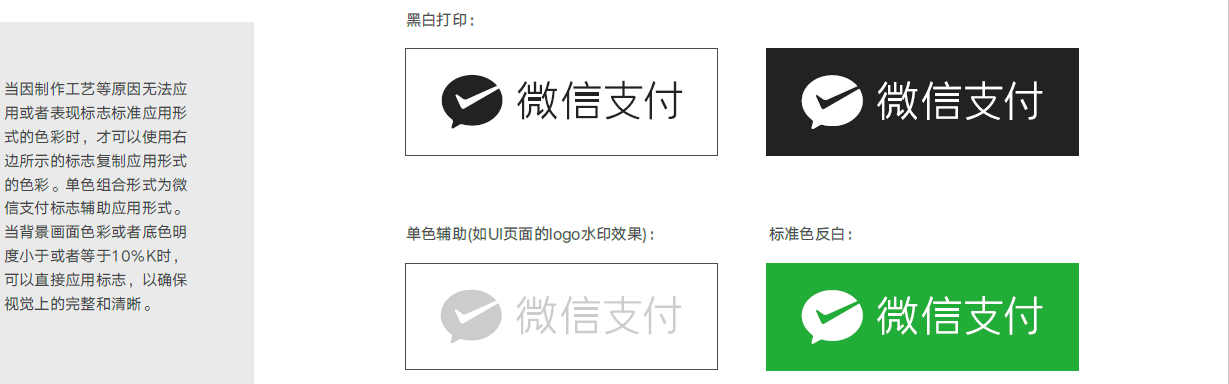 当因制作工艺等原因无法应
用或者表现标志标准应用形
式的色彩时，才可以使用右
边所示的标志复制应用形式
的色彩。单色组合形式为微
信支付标志辅助应用形式。
当背景画面色彩或者底色明
度小于或者等于10%K时，
可以直接应用标志，以确保
视觉上的完整和清晰。
黑白打印：
微信支付
微信支付
单色辅助(如UI页面的logo水印效果)：
标准色反白：
微信支付
微信支付